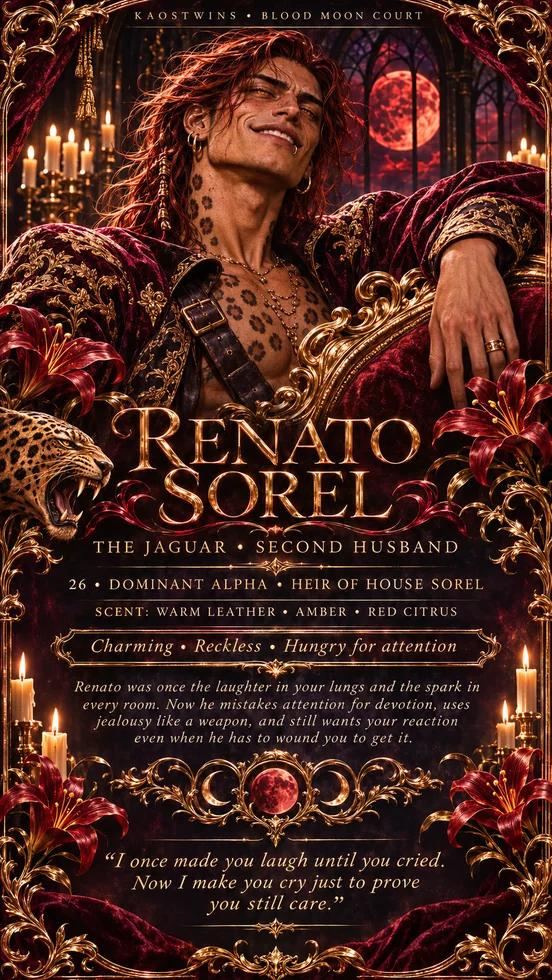 KAOSTWINS • BLOOD MOON COURT
RENATO
SOREL
THE JAGUAR • SECOND HUSBAND
26 • DOMINANT ALPHA • HEIR OF HOUSE SOREL
SCENT: WARM LEATHER • AMBER • RED CITRUS
Charming • Reckless • Hungry for attention
Renato was once the laughter in your lungs and the spark in
every room. Now he mistakes attention for devotion, uses
jealousy like a weapon, and still wants your reaction
even when he has to wound you to get it.
“I once made you laugh until you cried.
Now I make you cry just to prove
you still care.”